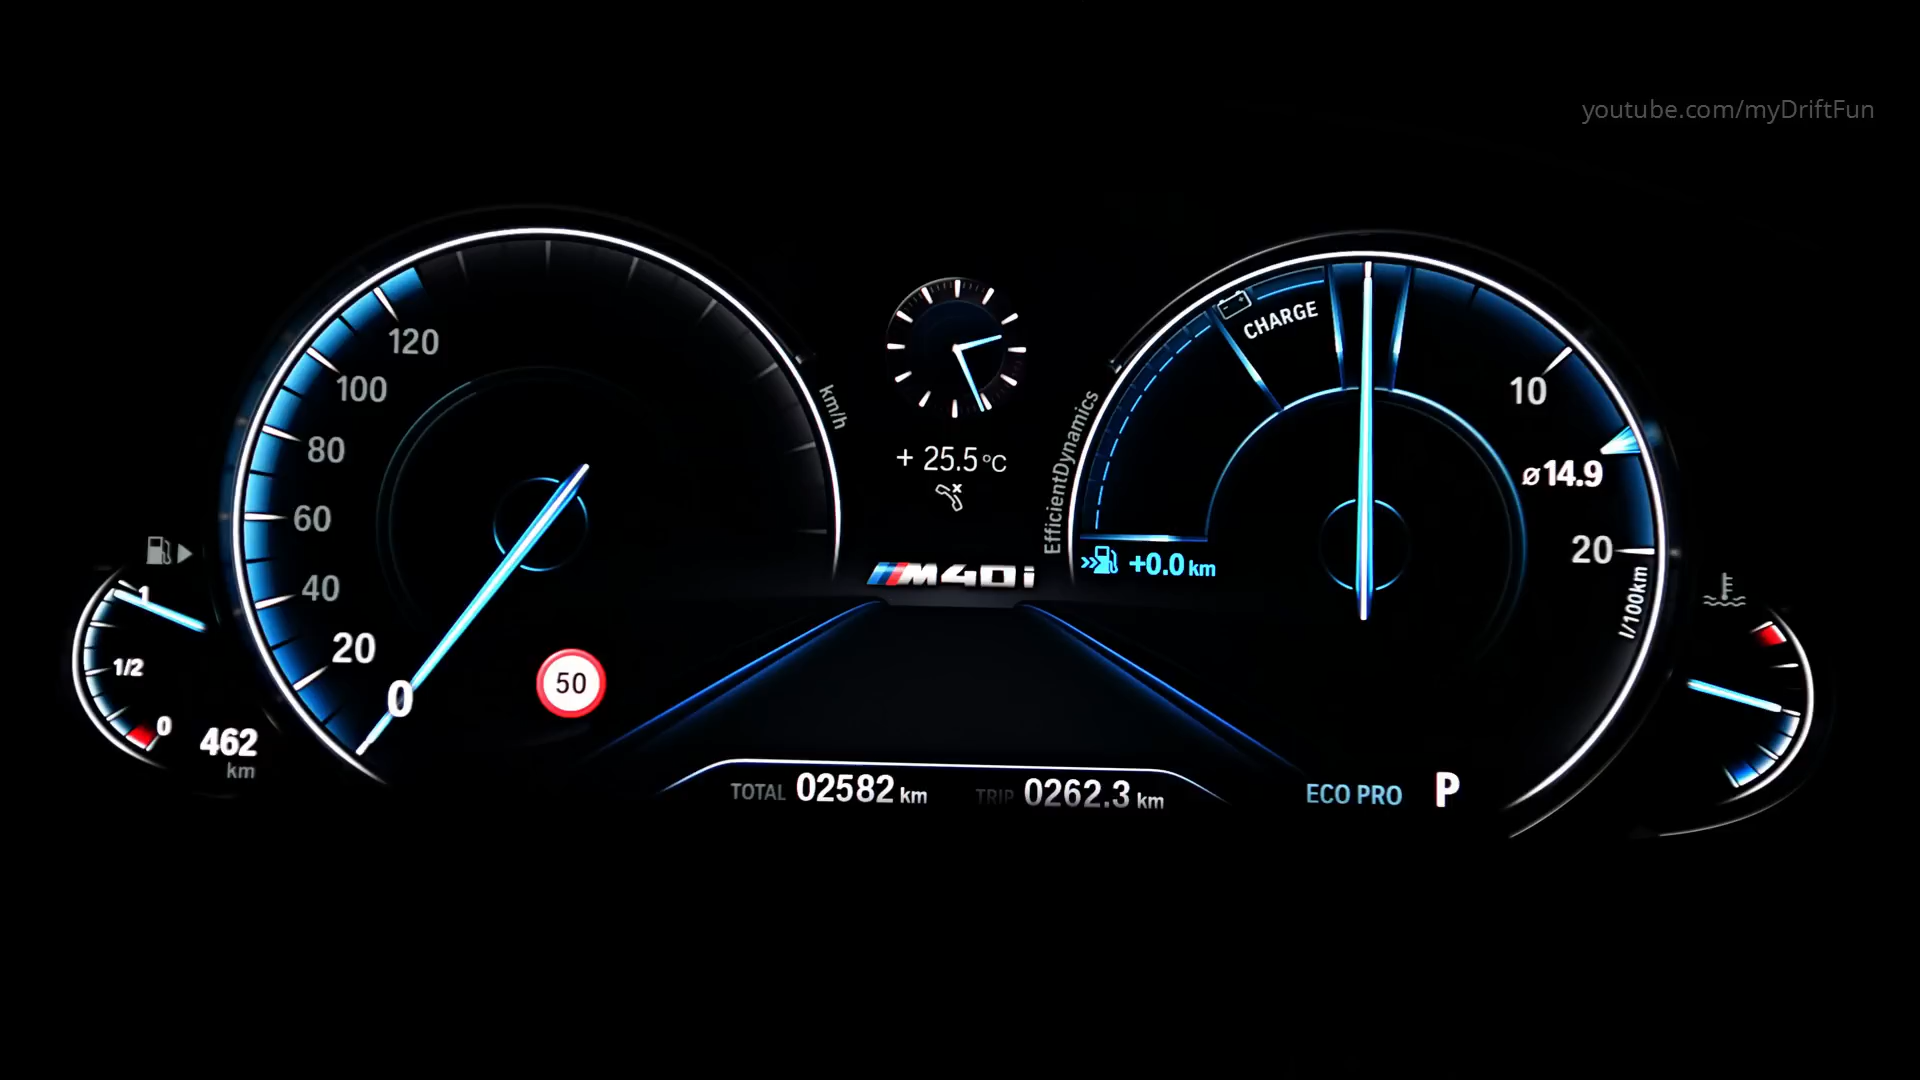 youtube.com/myDriftFun
120
100
80
60
40
20
0
km/h
50
1
1/2
0
462
km
+ 25.5 °C
M40i
TOTAL 02582 km
TRIP 0262.3 km
EfficientDynamics
CHARGE
10
ø14.9
20
l/100km
+0.0 km
ECO PRO P